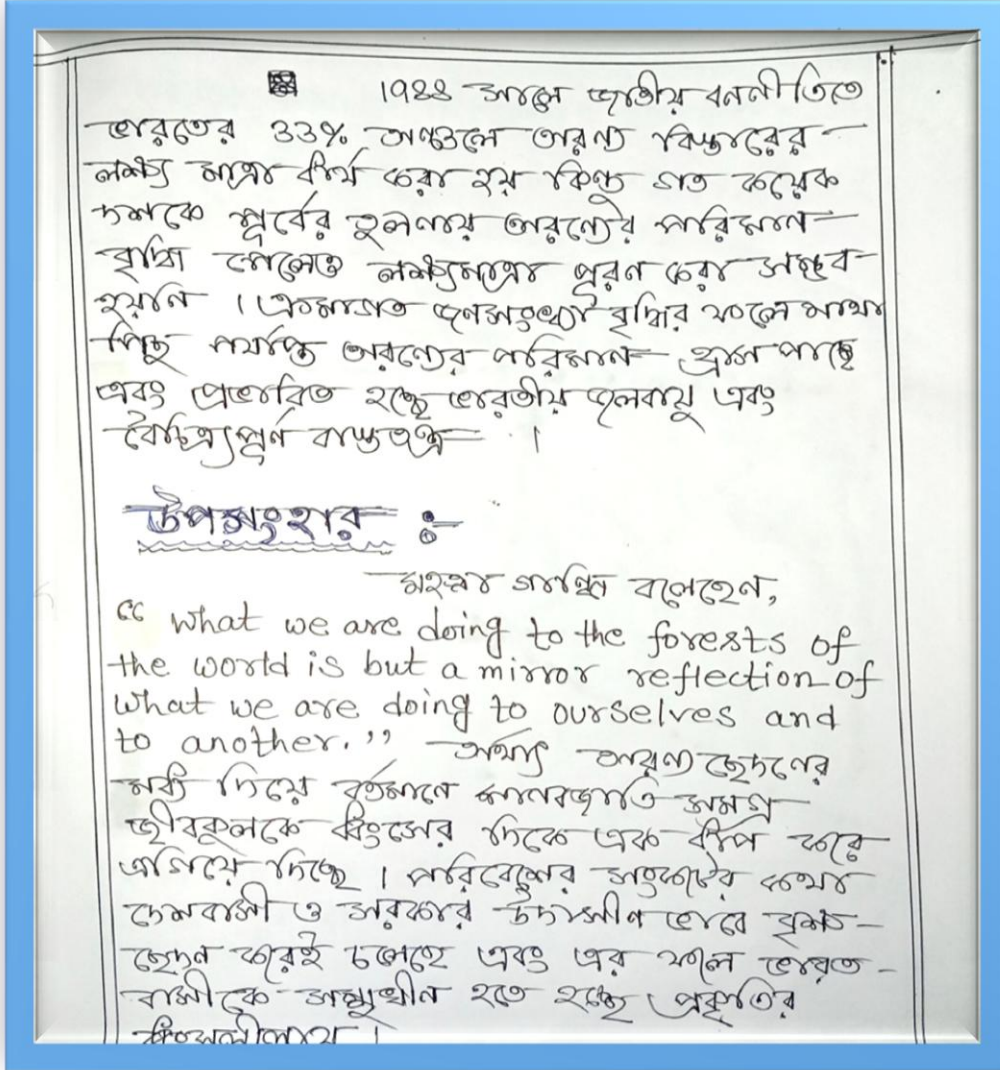 1988 সালে জাতীয় বননীতিতে
ভারতের 33% অঞ্চলে অরণ্য বিস্তারের
লক্ষ্য মাত্রা ধার্য করা হয় কিন্তু গত কয়েক
দশকে পূর্বের তুলনায় অরণ্যের পরিমাণ
বৃদ্ধি পেলেও লক্ষ্যমাত্রা পূরণ করা সম্ভব
হয়নি । ক্রমাগত জনসংখ্যা বৃদ্ধির ফলে মাথা
পিছু পর্যাপ্ত অরণ্যের পরিমান হ্রাস পাচ্ছে
এবং প্রভাবিত হচ্ছে ভারতীয় জলবায়ু এবং
বৈচিত্র্যপূর্ণ বাস্তুতন্ত্র ।
উপসংহার :-
মহত্মা গান্ধি বলেছেন,
“ what we are doing to the forests of
the world is but a mirror reflection of
what we are doing to ourselves and
to another. ” অর্থাৎ অরণ্য ছেদনের
মধ্য দিয়ে বর্তমানে মানবজাতি সমগ্র
জীবকূলকে ধ্বংসের দিকে এক ধাপ করে
এগিয়ে দিচ্ছে । পরিবেশের সংকটের কথা
দেশবাসী ও সরকার উদাসীন ভাবে বৃক্ষ-
ছেদন করেই চলেছে এবং এর ফলে ভারত-
বাসীকে সম্মুখীন হতে হচ্ছে প্রকৃতির
ধ্বংসলীলায় ।